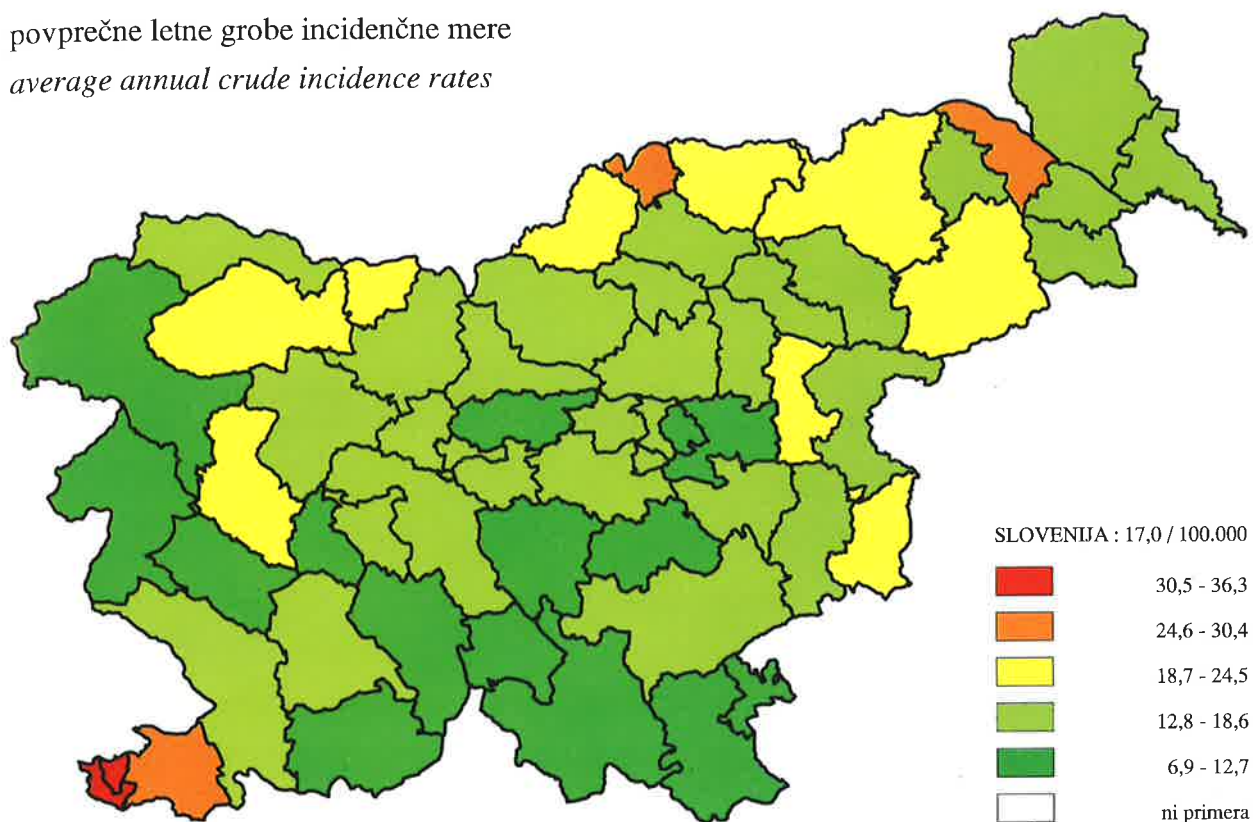 povprečne letne grobe incidenčne mere
average annual crude incidence rates
SLOVENIJA : 17,0 / 100.000
30,5 - 36,3
24,6 - 30,4
18,7 - 24,5
12,8 - 18,6
6,9 - 12,7
ni primera